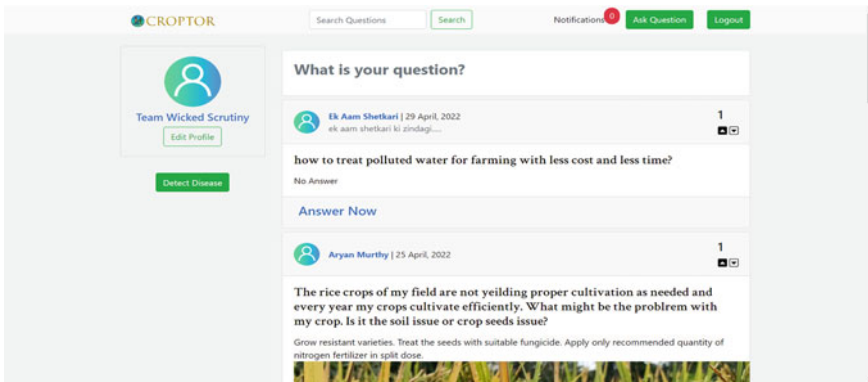 CROPTOR
Search Questions
Search
Notifications 0
Ask Question
Logout
Team Wicked Scrutiny
Edit Profile
Detect Disease
What is your question?
Ek Aam Shetkari | 29 April, 2022
ek aam shetkari ki zindagi....
1
how to treat polluted water for farming with less cost and less time?
No Answer
Answer Now
Aryan Murthy | 25 April, 2022
1
The rice crops of my field are not yeilding proper cultivation as needed and
every year my crops cultivate efficiently. What might be the problrem with
my crop. Is it the soil issue or crop seeds issue?
Grow resistant varieties. Treat the seeds with suitable fungicide. Apply only recommended quantity of
nitrogen fertilizer in split dose.